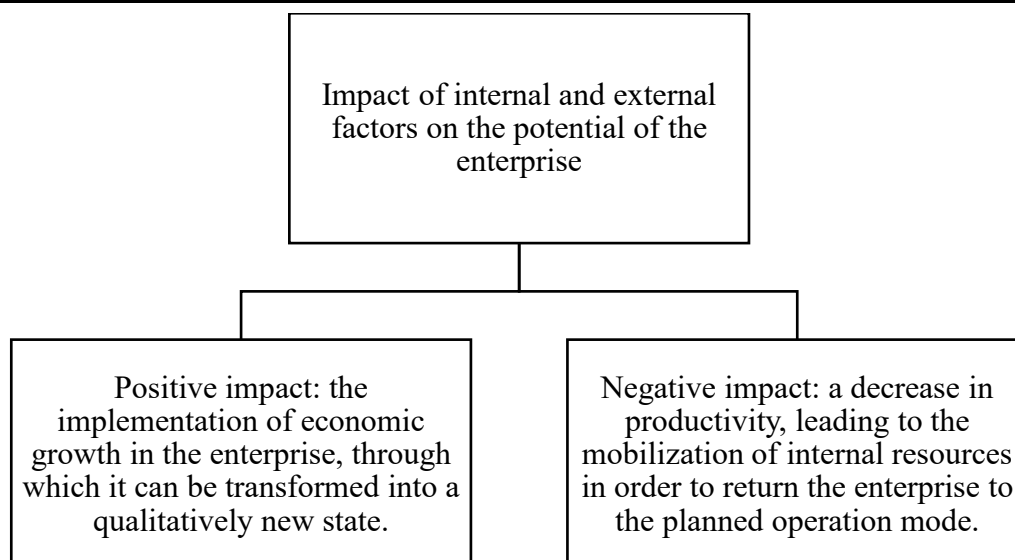 Impact of internal and external
factors on the potential of the
enterprise
Positive impact: the
implementation of economic
growth in the enterprise, through
which it can be transformed into a
qualitatively new state.
Negative impact: a decrease in
productivity, leading to the
mobilization of internal resources
in order to return the enterprise to
the planned operation mode.